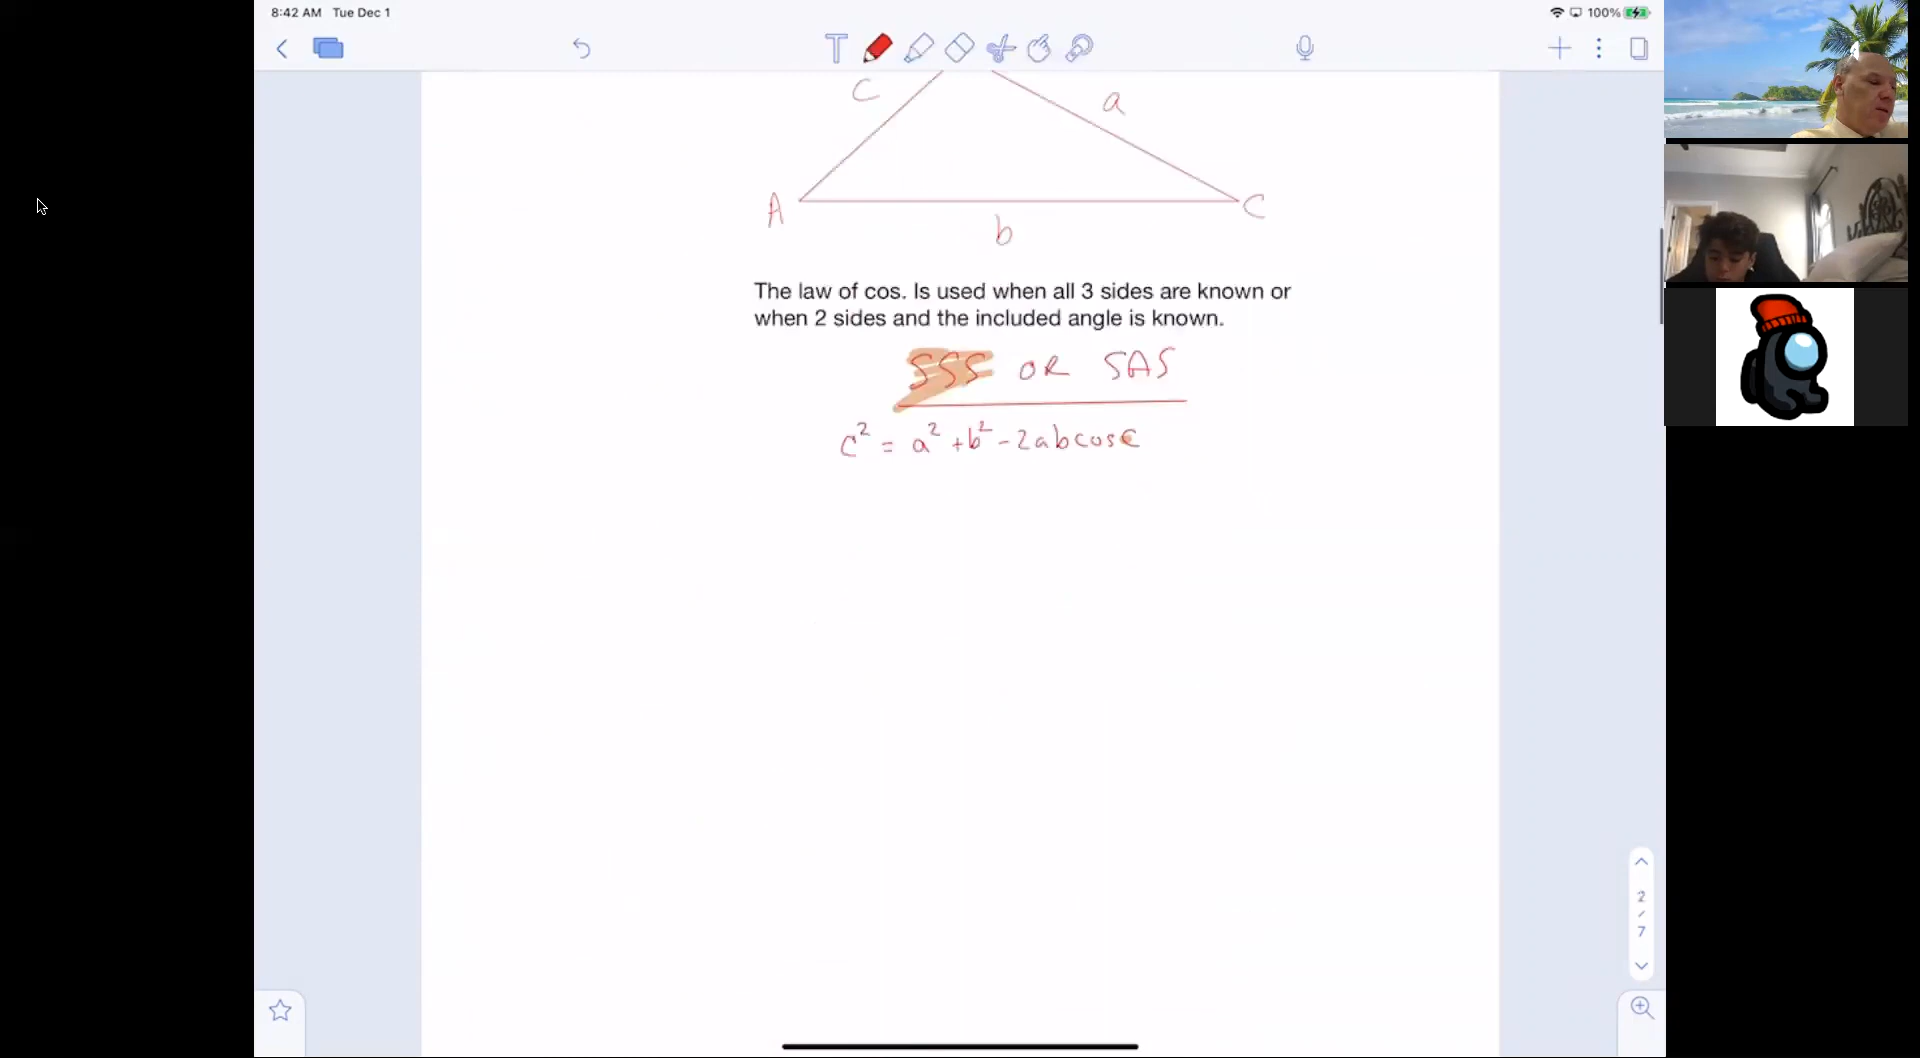 8:42 AM Tue Dec 1
100%
T
c
a
A
C
b
The law of cos. Is used when all 3 sides are known or
when 2 sides and the included angle is known.
SSS OR SAS
c² = a² + b² - 2abcosC
2
/
7